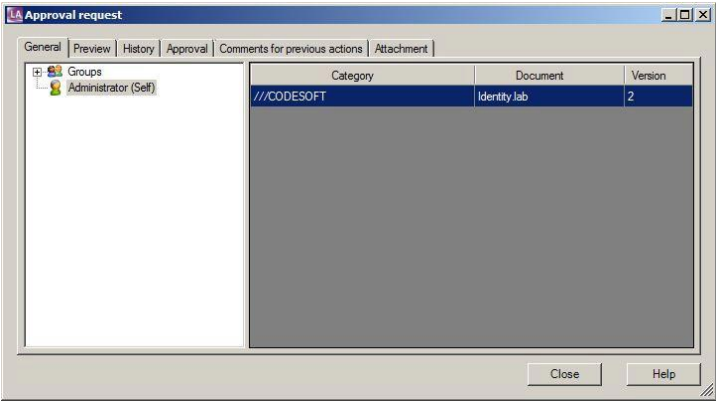 LA Approval request
General Preview History Approval Comments for previous actions Attachment
Groups Category Document Version
Administrator (Self) ///CODESOFT Identity.lab 2
Close Help